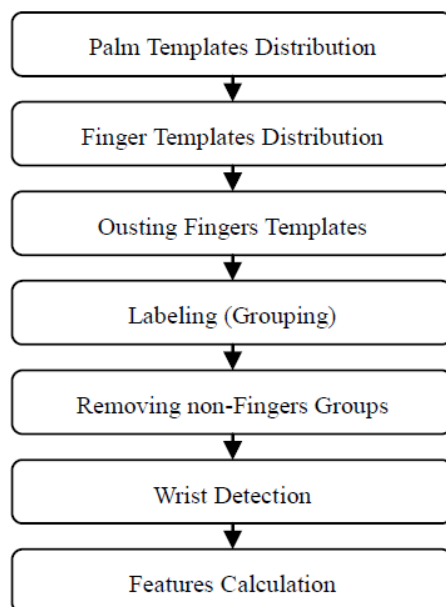 Palm Templates Distribution
Finger Templates Distribution
Ousting Fingers Templates
Labeling (Grouping)
Removing non-Fingers Groups
Wrist Detection
Features Calculation